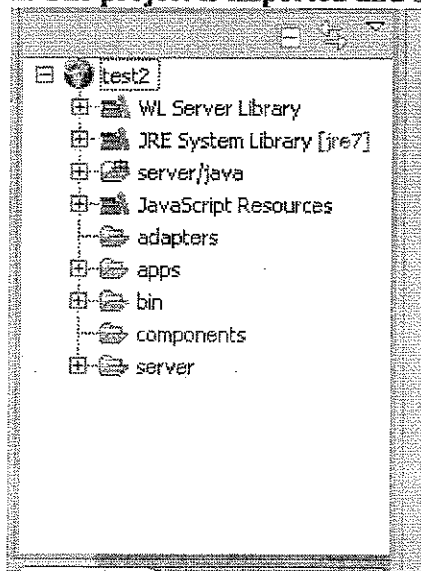 test2
WL Server Library
JRE System Library [jre7]
server/java
JavaScript Resources
adapters
apps
bin
components
server